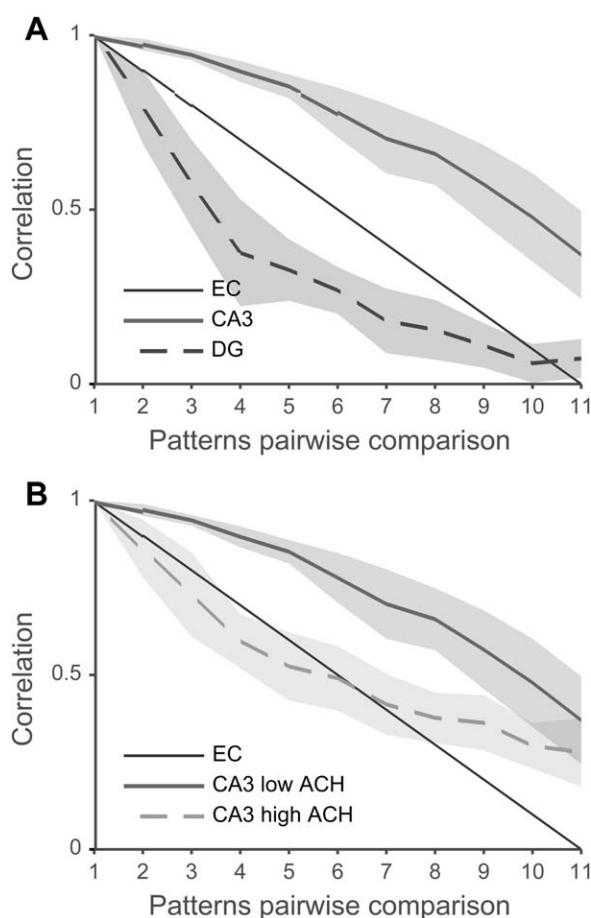 A
1
0.5
0
Correlation
EC
CA3
DG
1 2 3 4 5 6 7 8 9 10 11
Patterns pairwise comparison
B
1
0.5
0
Correlation
EC
CA3 low ACH
CA3 high ACH
1 2 3 4 5 6 7 8 9 10 11
Patterns pairwise comparison